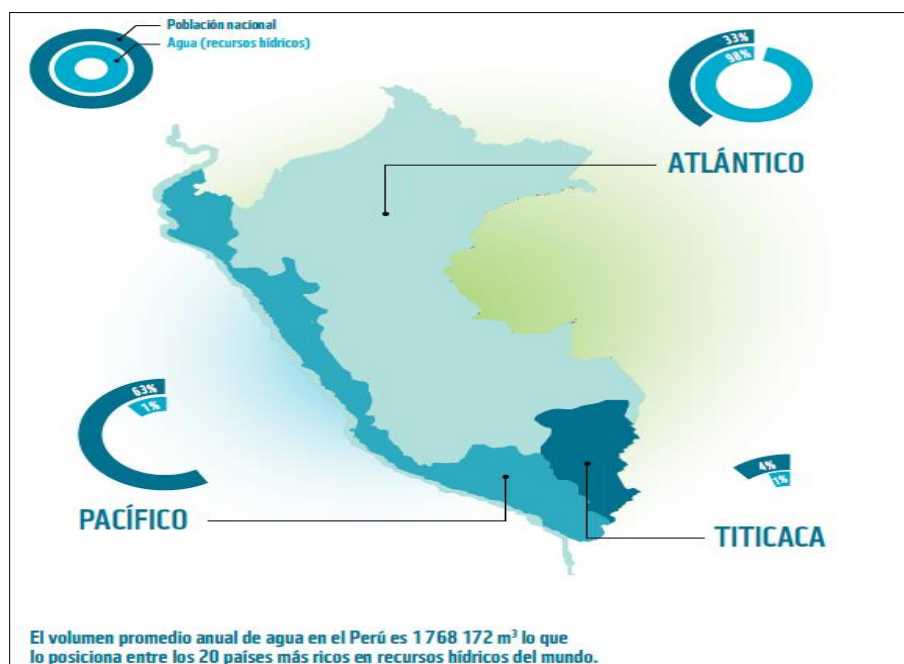 Población nacional
Agua (recursos hídricos)
33%
98%
ATLÁNTICO
63%
1%
PACÍFICO
4%
1%
TITICACA
El volumen promedio anual de agua en el Perú es 1 768 172 m³ lo que
lo posiciona entre los 20 países más ricos en recursos hídricos del mundo.